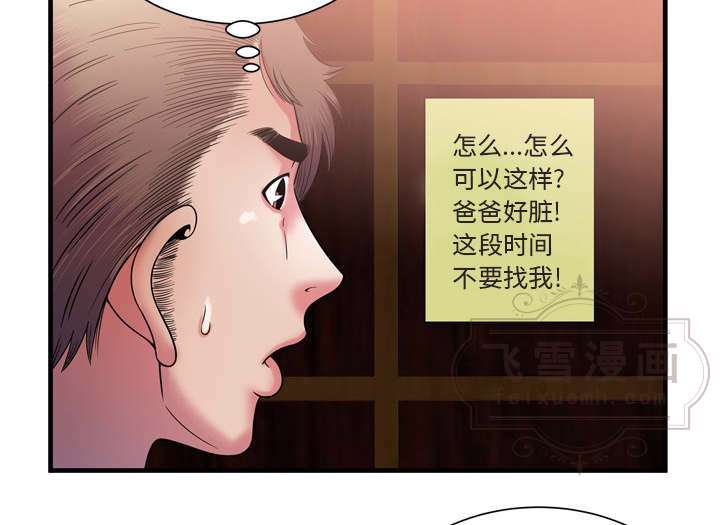 怎么...怎么
可以这样?
爸爸好脏!
这段时间
不要找我!
飞雪漫画
feixuemh.com